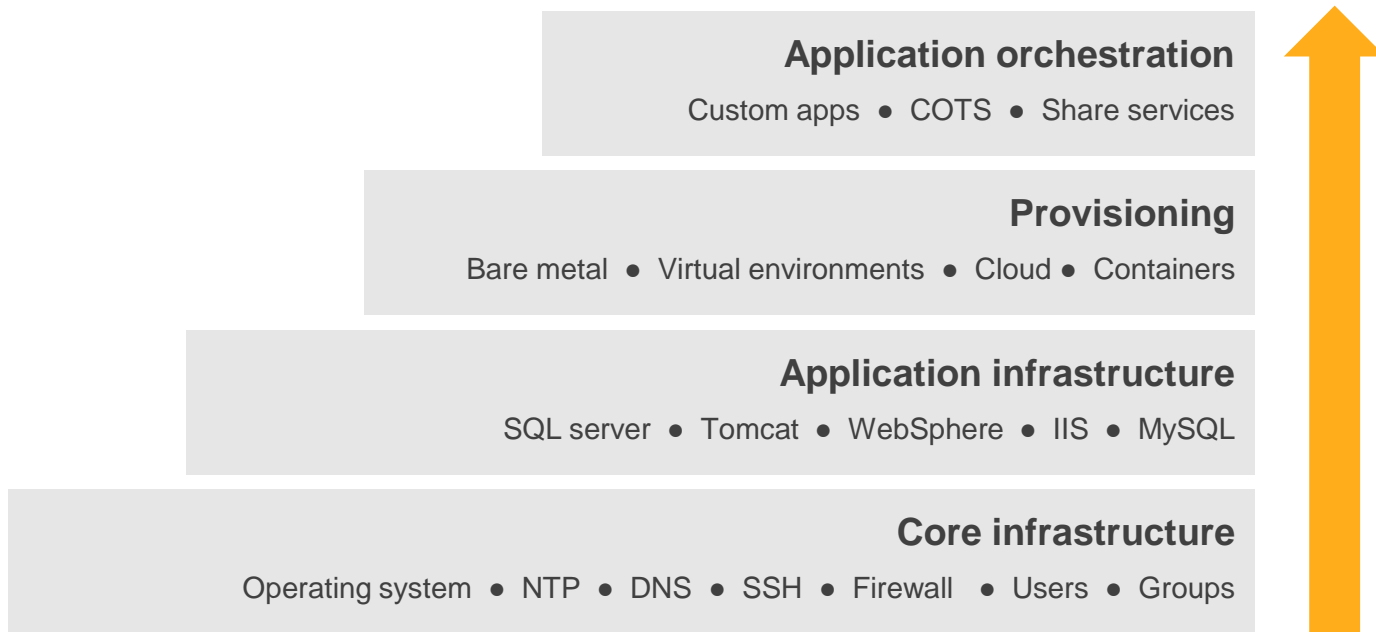 Application orchestration
Custom apps ● COTS ● Share services
Provisioning
Bare metal ● Virtual environments ● Cloud ● Containers
Application infrastructure
SQL server ● Tomcat ● WebSphere ● IIS ● MySQL
Core infrastructure
Operating system ● NTP ● DNS ● SSH ● Firewall ● Users ● Groups